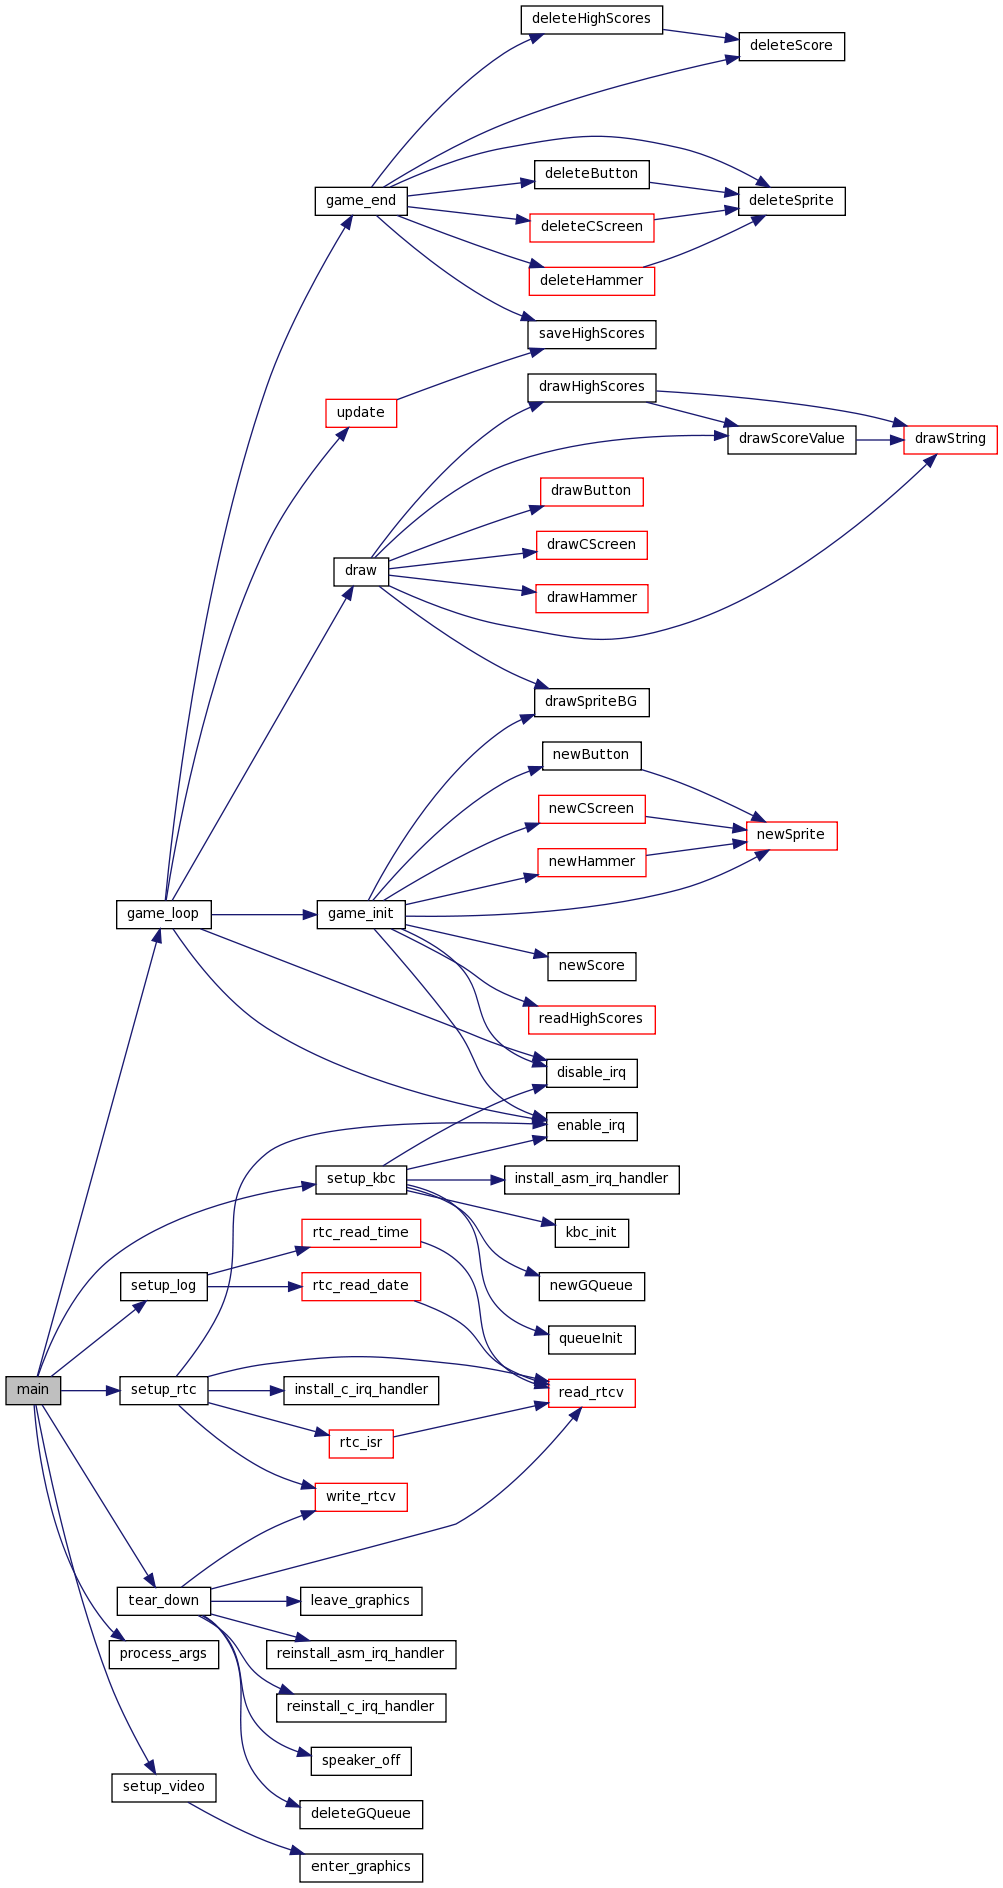 deleteHighScores
deleteScore
deleteButton
game_end
deleteSprite
deleteCScreen
deleteHammer
saveHighScores
drawHighScores
update
drawScoreValue
drawString
drawButton
drawCScreen
draw
drawHammer
drawSpriteBG
newButton
newCScreen
newSprite
newHammer
game_loop
game_init
newScore
readHighScores
disable_irq
enable_irq
setup_kbc
install_asm_irq_handler
rtc_read_time
kbc_init
setup_log
rtc_read_date
newGQueue
queueInit
main
setup_rtc
install_c_irq_handler
read_rtcv
rtc_isr
write_rtcv
tear_down
leave_graphics
process_args
reinstall_asm_irq_handler
reinstall_c_irq_handler
speaker_off
setup_video
deleteGQueue
enter_graphics